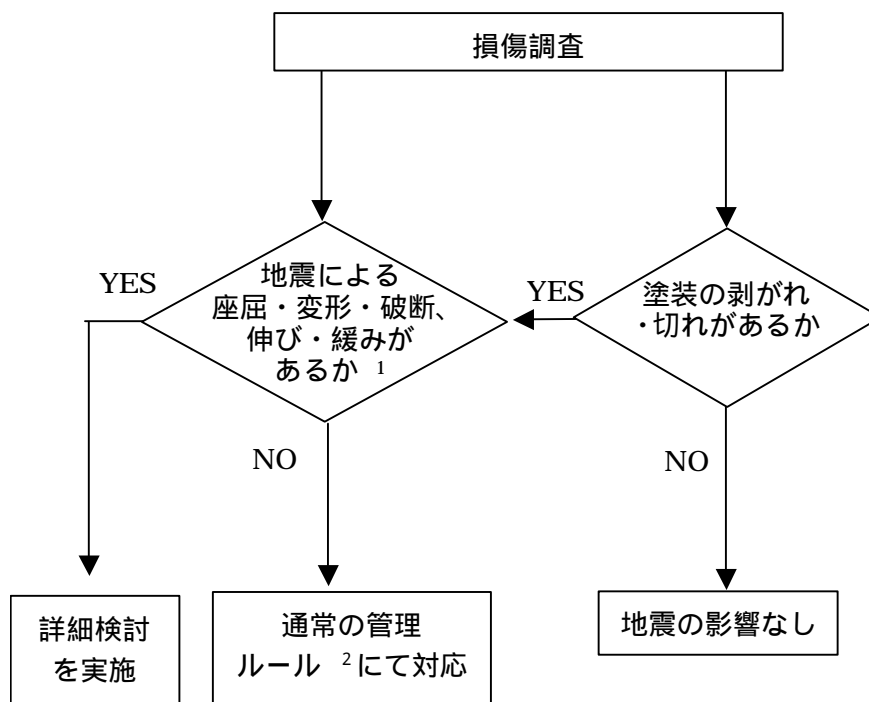 損傷調査
YES
地震による
座屈・変形・破断、
伸び・緩みが
あるか 1
YES
塗装の剥がれ
・切れがあるか
NO
NO
詳細検討
を実施
通常の管理
ルール 2にて対応
地震の影響なし